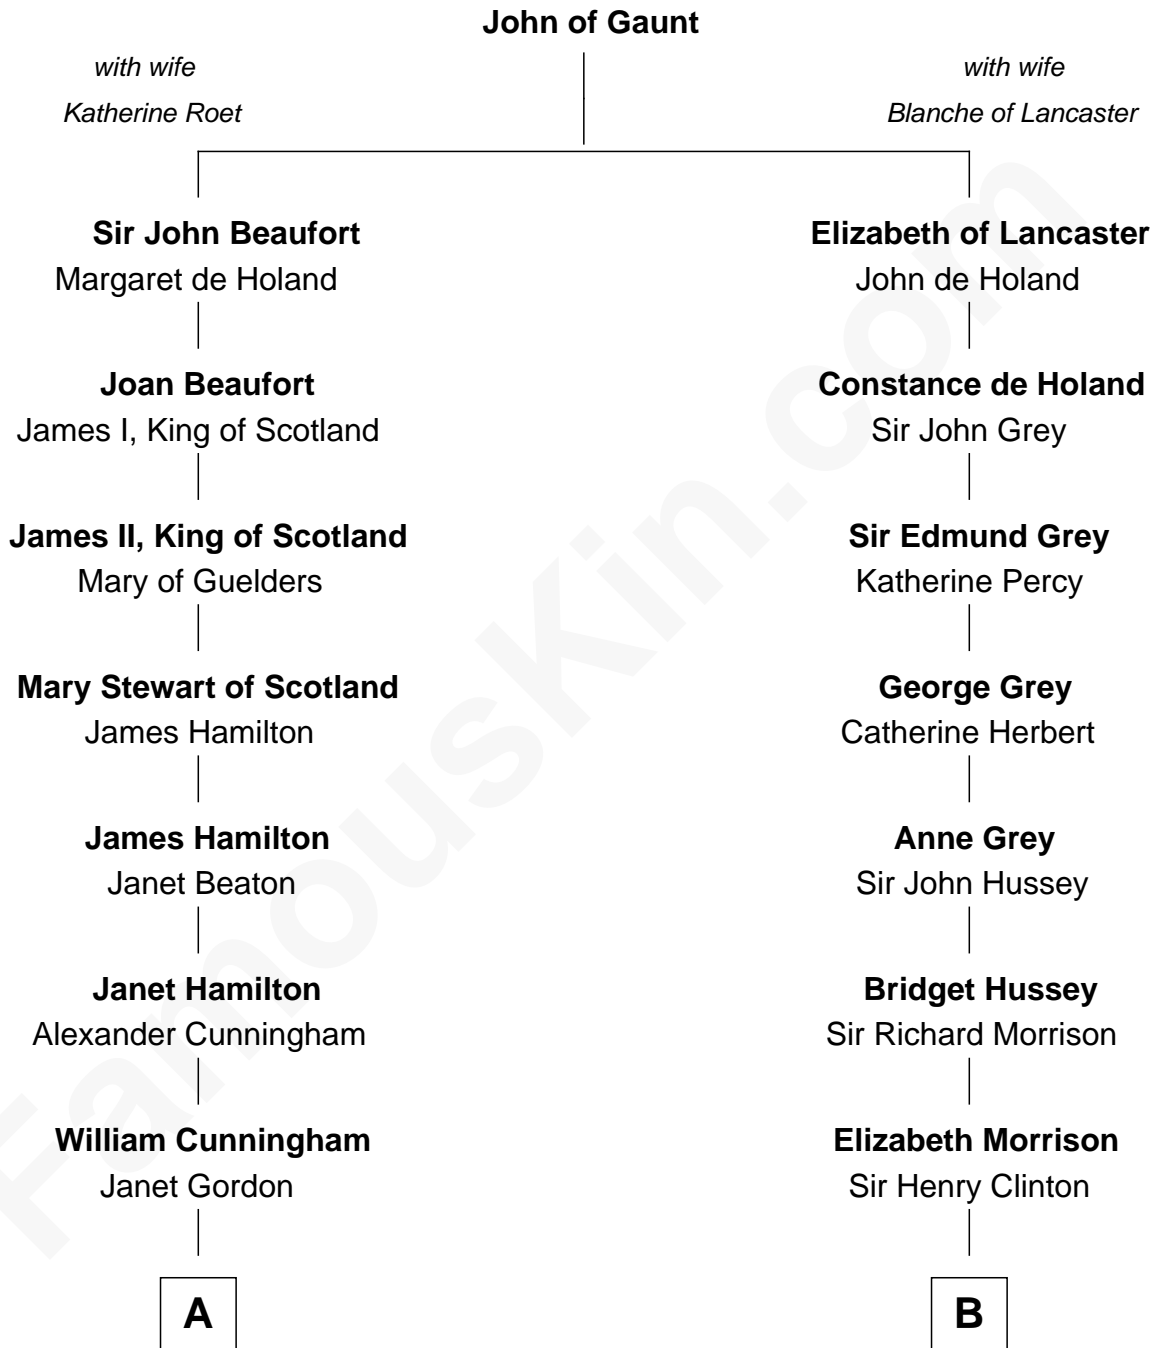 John of Gaunt
with wife
Katherine Roet
with wife
Blanche of Lancaster
Sir John Beaufort
Margaret de Holand
Elizabeth of Lancaster
John de Holand
Joan Beaufort
James I, King of Scotland
Constance de Holand
Sir John Grey
James II, King of Scotland
Mary of Guelders
Sir Edmund Grey
Katherine Percy
Mary Stewart of Scotland
James Hamilton
George Grey
Catherine Herbert
James Hamilton
Janet Beaton
Anne Grey
Sir John Hussey
Janet Hamilton
Alexander Cunningham
Bridget Hussey
Sir Richard Morrison
William Cunningham
Janet Gordon
Elizabeth Morrison
Sir Henry Clinton
A
B
FamousKin.com